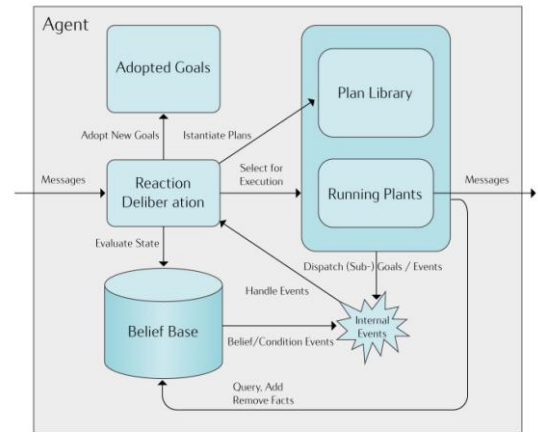 Agent
Adopted Goals
Plan Library
Adopt New Goals
Istantiate Plans
Messages
Reaction
Deliber ation
Select for
Execution
Running Plants
Messages
Evaluate State
Dispatch (Sub-) Goals / Events
Handle Events
Belief Base
Belief/Condition Events
Internal
Events
Query, Add
Remove Facts